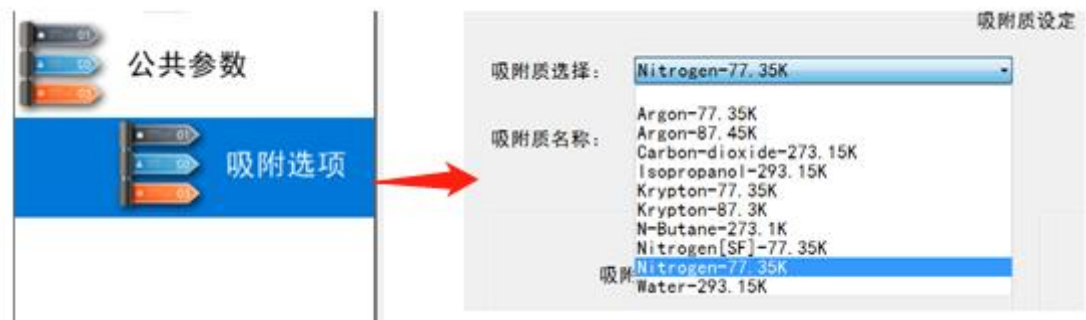 公共参数
吸附选项
吸附质设定
吸附质选择：
Nitrogen-77.35K
吸附质名称：
Argon-77.35K
Argon-87.45K
Carbon-dioxide-273.15K
Isopropanol-293.15K
Krypton-77.35K
Krypton-87.3K
N-Butane-273.1K
Nitrogen[SF]-77.35K
Nitrogen-77.35K
Water-293.15K
吸附